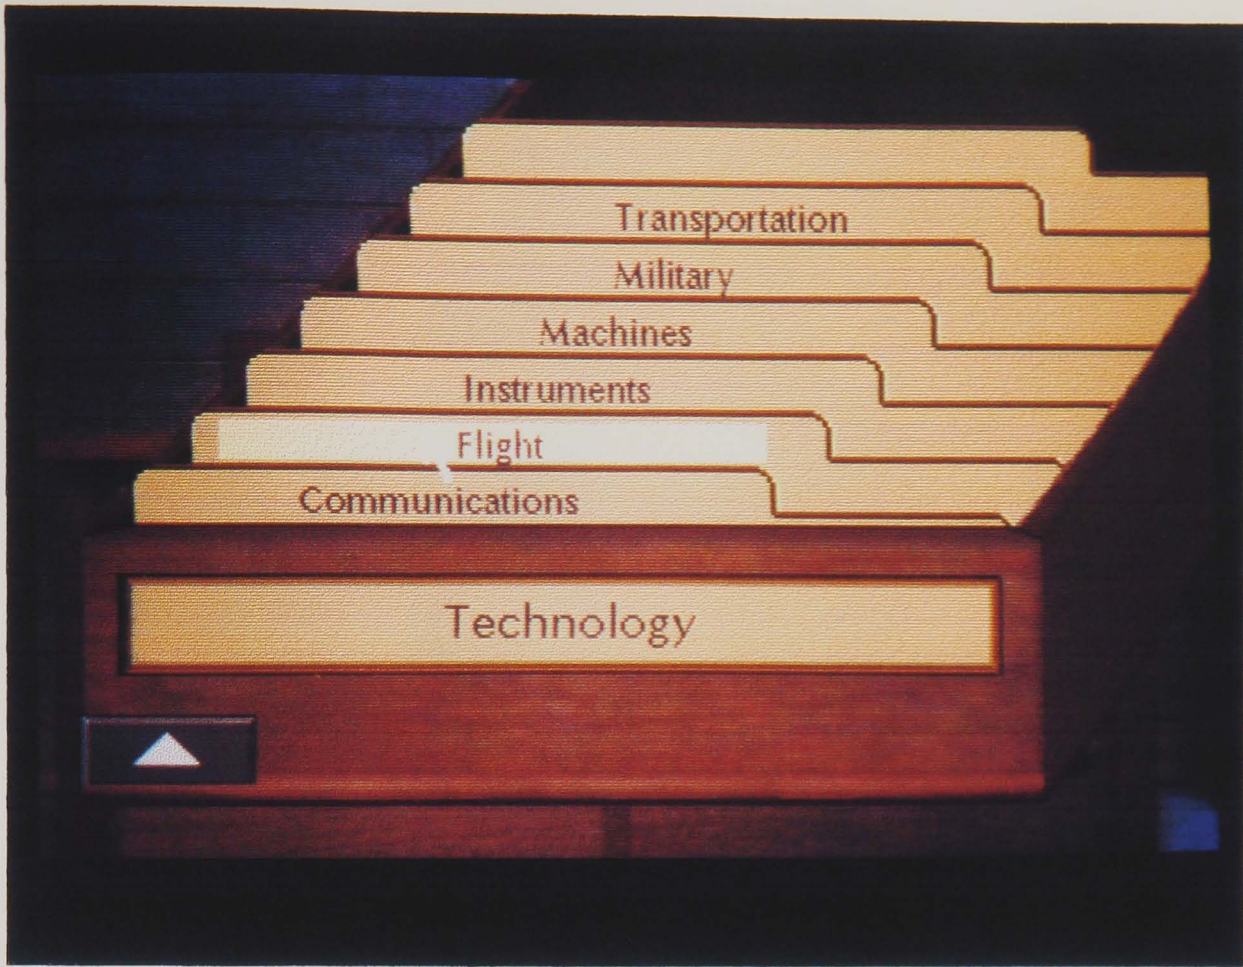 Transportation
Military
Machines
Instruments
Flight
Communications
Technology